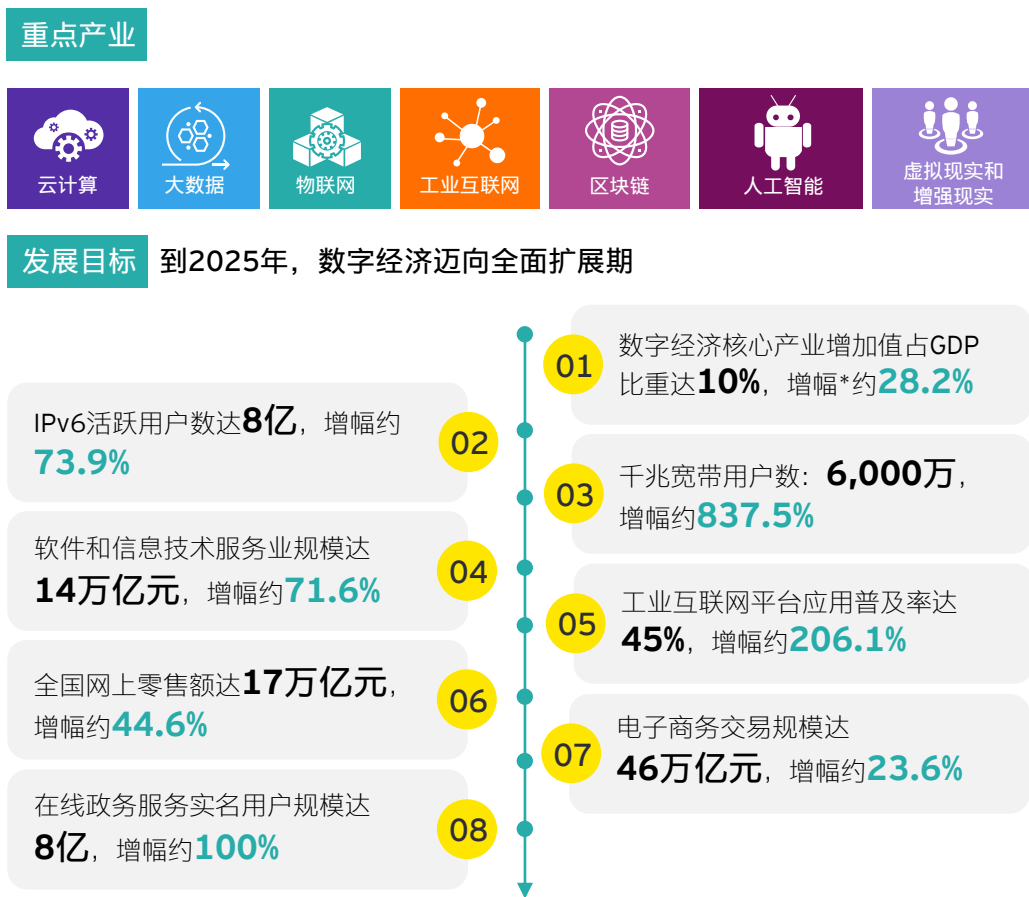 重点产业
云计算
大数据
物联网
工业互联网
区块链
人工智能
虚拟现实和
增强现实
发展目标 到2025年，数字经济迈向全面扩展期
01
数字经济核心产业增加值占GDP
比重达10%，增幅*约28.2%
02
IPv6活跃用户数达8亿，增幅约
73.9%
03
千兆宽带用户数：6,000万，
增幅约837.5%
04
软件和信息技术服务业规模达
14万亿元，增幅约71.6%
05
工业互联网平台应用普及率达
45%，增幅约206.1%
06
全国网上零售额达17万亿元，
增幅约44.6%
07
电子商务交易规模达
46万亿元，增幅约23.6%
08
在线政务服务实名用户规模达
8亿，增幅约100%